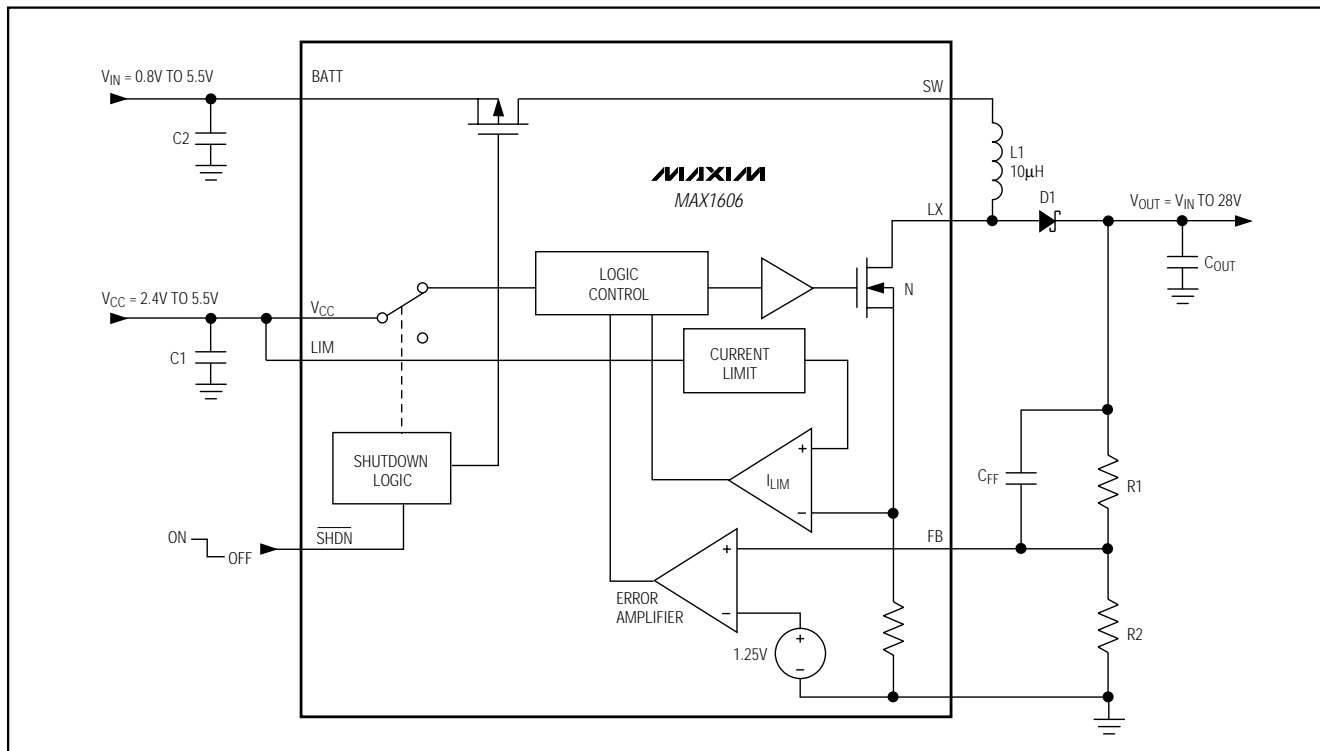 V_IN = 0.8V TO 5.5V
BATT
SW
C2
L1
10µH
MAXIM
MAX1606
D1
V_OUT = V_IN TO 28V
LX
C_OUT
LOGIC
CONTROL
N
V_CC = 2.4V TO 5.5V
V_CC
LIM
C1
CURRENT
LIMIT
SHUTDOWN
LOGIC
+
I_LIM
–
C_FF
R1
ON
OFF
SHDN
FB
+
ERROR
AMPLIFIER
–
+
1.25V
–
R2